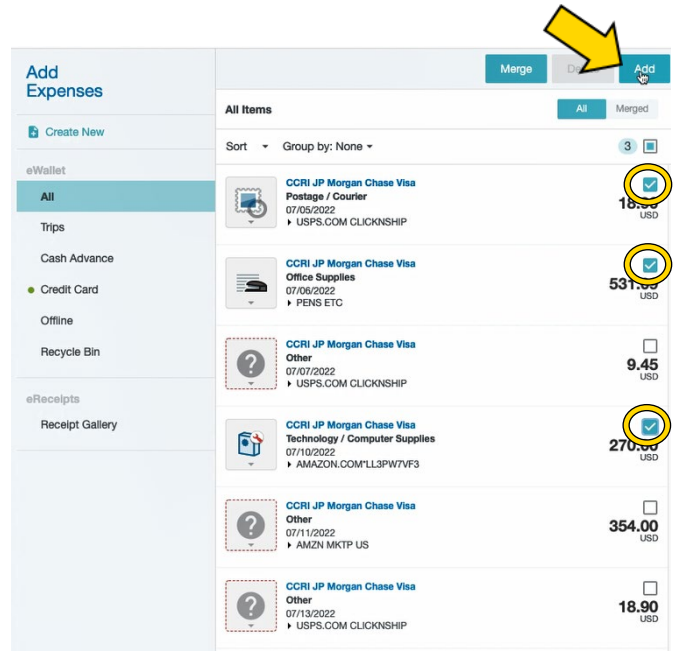 Add
Expenses
Create New
eWallet
All
Trips
Cash Advance
Credit Card
Offline
Recycle Bin
eReceipts
Receipt Gallery
Merge
Add
All Items
All Merged
Sort Group by: None
3
CCRI JP Morgan Chase Visa
Postage / Courier
07/05/2022
USPS.COM CLICKNSHIP
USD
CCRI JP Morgan Chase Visa
Office Supplies
07/06/2022
PENS ETC
USD
CCRI JP Morgan Chase Visa
Other
07/07/2022
USPS.COM CLICKNSHIP
9.45
USD
CCRI JP Morgan Chase Visa
Technology / Computer Supplies
07/10/2022
AMAZON.COM*LL3PW7VF3
270.00
USD
CCRI JP Morgan Chase Visa
Other
07/11/2022
AMZN MKTP US
354.00
USD
CCRI JP Morgan Chase Visa
Other
07/13/2022
USPS.COM CLICKNSHIP
18.90
USD